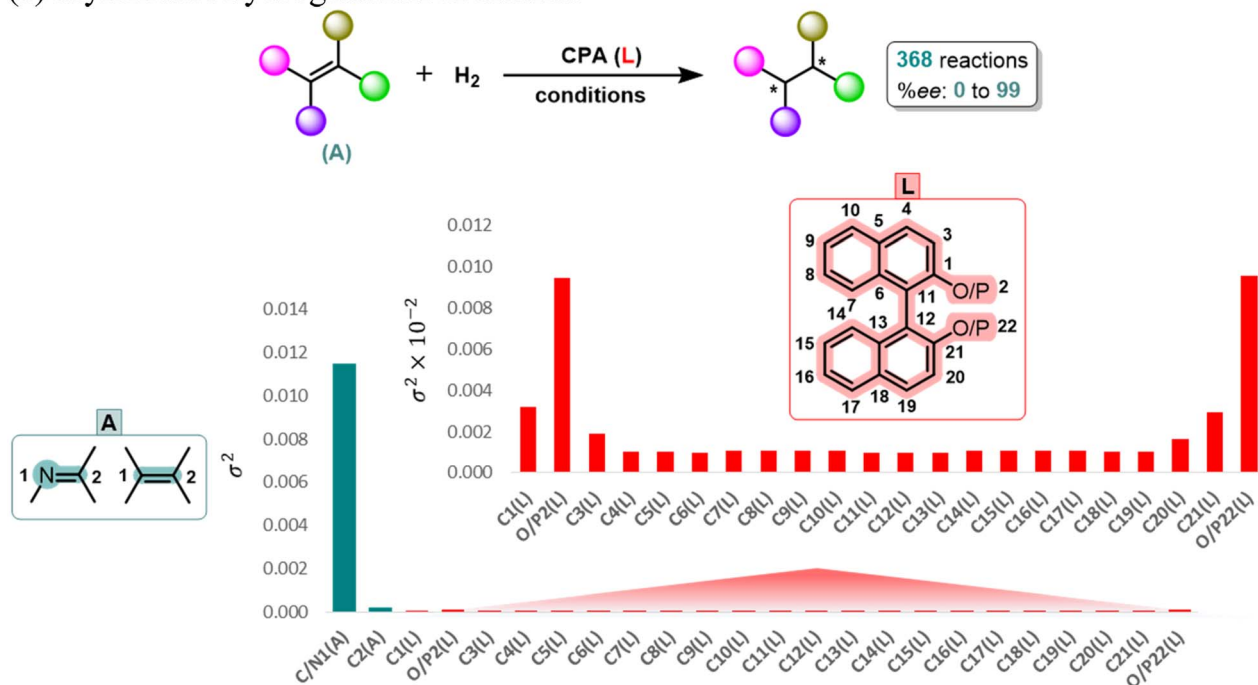 CPA (L)
+ H2
conditions
*
*
368 reactions
%ee: 0 to 99
(A)
L
10
5
4
9
3
8
1
6
11
O/P 2
7
14
13
12
O/P 22
15
21
16
20
17
18
19
0.012
0.010
0.008
0.006
0.004
0.002
0.000
σ² × 10⁻²
C1(L)
O/P2(L)
C3(L)
C4(L)
C5(L)
C6(L)
C7(L)
C8(L)
C9(L)
C10(L)
C11(L)
C12(L)
C13(L)
C14(L)
C15(L)
C16(L)
C17(L)
C18(L)
C19(L)
C20(L)
C21(L)
O/P22(L)
A
1 N 2 1 2
0.014
0.012
0.010
0.008
0.006
0.004
0.002
0.000
σ²
C/N1(A)
C2(A)
C1(L)
O/P2(L)
C3(L)
C4(L)
C5(L)
C6(L)
C7(L)
C8(L)
C9(L)
C10(L)
C11(L)
C12(L)
C13(L)
C14(L)
C15(L)
C16(L)
C17(L)
C18(L)
C19(L)
C20(L)
C21(L)
O/P22(L)